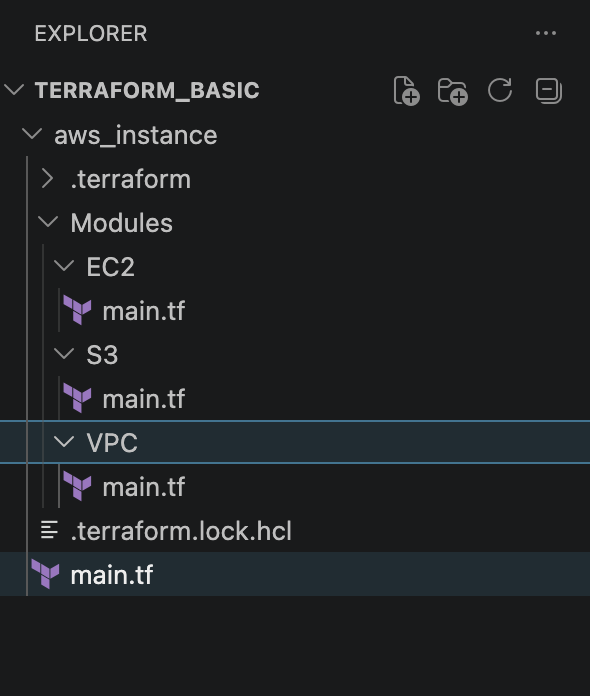 EXPLORER
TERRAFORM_BASIC
aws_instance
.terraform
Modules
EC2
main.tf
S3
main.tf
VPC
main.tf
.terraform.lock.hcl
main.tf